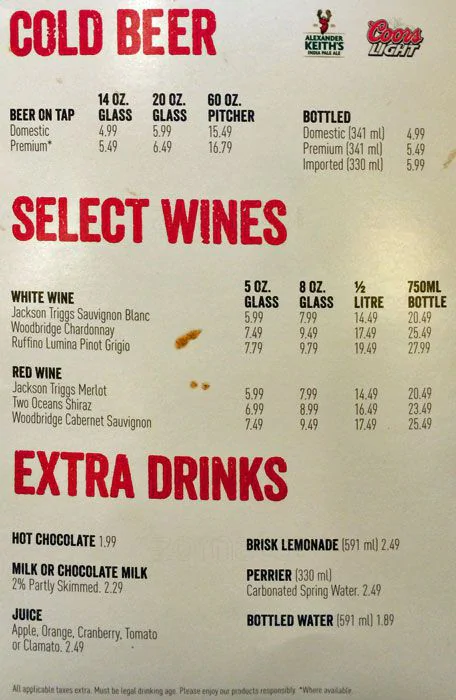 COLD BEER
ALEXANDER
KEITH'S
INDIA PALE ALE
Coors
LIGHT
BEER ON TAP 14 OZ. GLASS 20 OZ. GLASS 60 OZ. PITCHER
Domestic 4.99 5.99 15.49
Premium* 5.49 6.49 16.79
BOTTLED
Domestic (341 ml) 4.99
Premium (341 ml) 5.49
Imported (330 ml) 5.99
SELECT WINES
WHITE WINE 5 OZ. GLASS 8 OZ. GLASS ½ LITRE 750ML BOTTLE
Jackson Triggs Sauvignon Blanc 5.99 7.99 14.49 20.49
Woodbridge Chardonnay 7.49 9.49 17.49 25.49
Ruffino Lumina Pinot Grigio 7.79 9.79 19.49 27.99
RED WINE
Jackson Triggs Merlot 5.99 7.99 14.49 20.49
Two Oceans Shiraz 6.99 8.99 16.49 23.49
Woodbridge Cabernet Sauvignon 7.49 9.49 17.49 25.49
EXTRA DRINKS
HOT CHOCOLATE 1.99
MILK OR CHOCOLATE MILK
2% Partly Skimmed. 2.29
JUICE
Apple, Orange, Cranberry, Tomato
or Clamato. 2.49
BRISK LEMONADE (591 ml) 2.49
PERRIER (330 ml)
Carbonated Spring Water. 2.49
BOTTLED WATER (591 ml) 1.89
All applicable taxes extra. Must be legal drinking age. Please enjoy our products responsibly. *Where available.